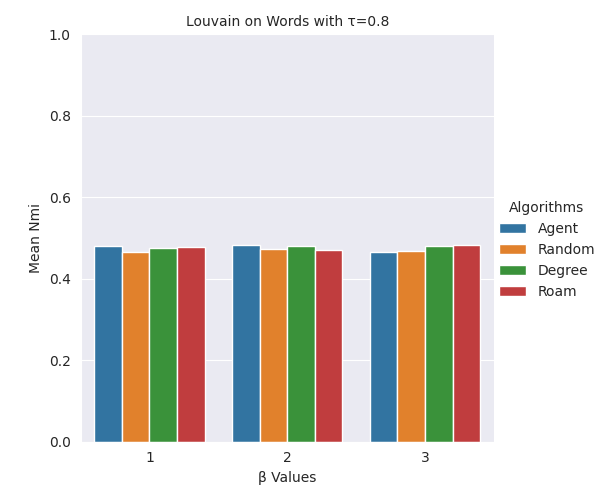 Louvain on Words with τ=0.8
1.0
0.8
0.6
0.4
0.2
0.0
Mean Nmi
1
2
3
β Values
Algorithms
Agent
Random
Degree
Roam